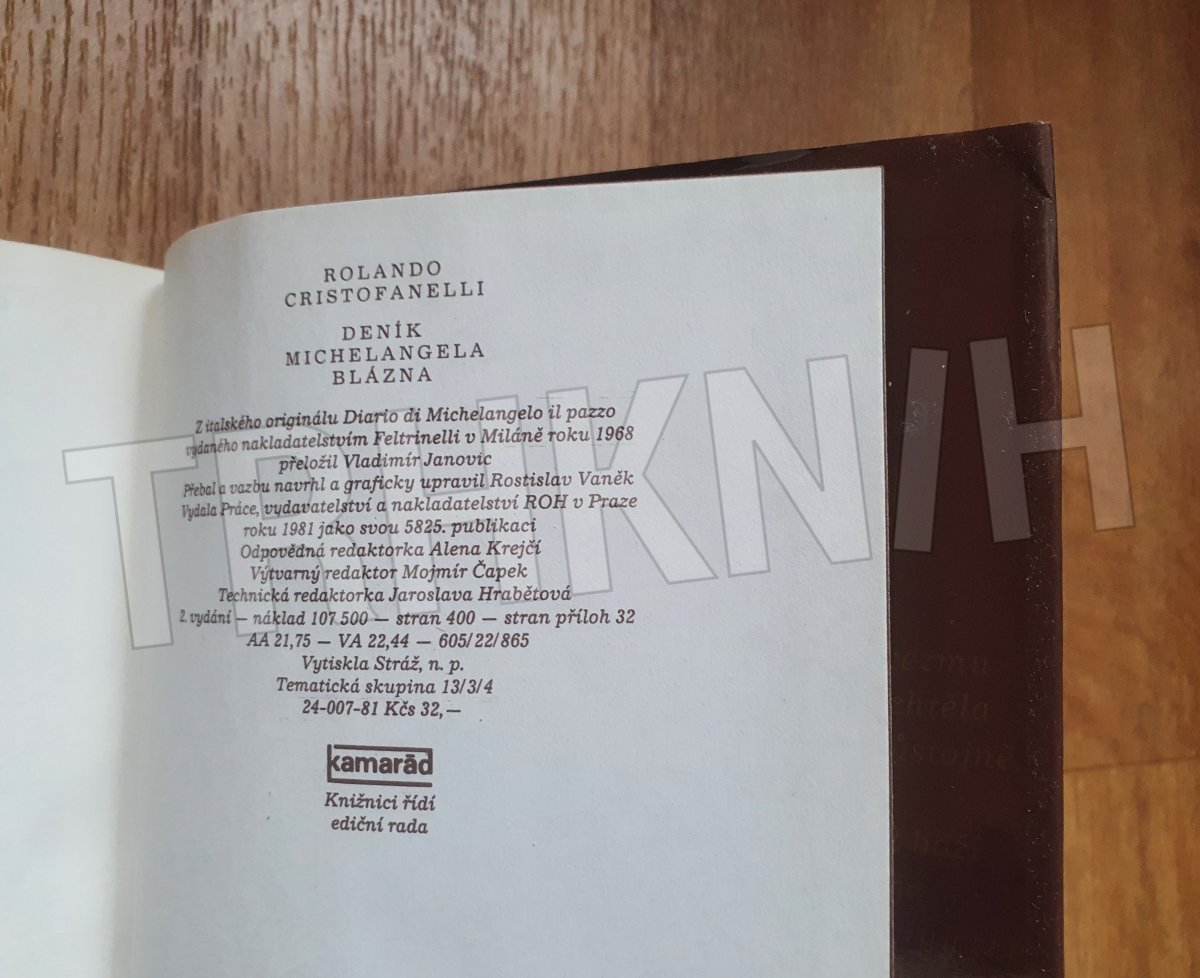 ROLANDO
CRISTOFANELLI
DENÍK
MICHELANGELA
BLÁZNA
Z italského originálu Diario di Michelangelo il pazzo
vydaného nakladatelstvím Feltrinelli v Miláně roku 1968
přeložil Vladimír Janovic
Přebal a vazbu navrhl a graficky upravil Rostislav Vaněk
Vydala Práce, vydavatelství a nakladatelství ROH v Praze
roku 1981 jako svou 5825. publikaci
Odpovědná redaktorka Alena Krejčí
Výtvarný redaktor Mojmír Čapek
Technická redaktorka Jaroslava Hrabětová
2. vydání — náklad 107 500 — stran 400 — stran příloh 32
AA 21,75 — VA 22,44 — 605/22/865
Vytiskla Stráž, n. p.
Tematická skupina 13/3/4
24-007-81 Kčs 32,—
kamarád
Knižnici řídí
ediční rada
TRHKNIH